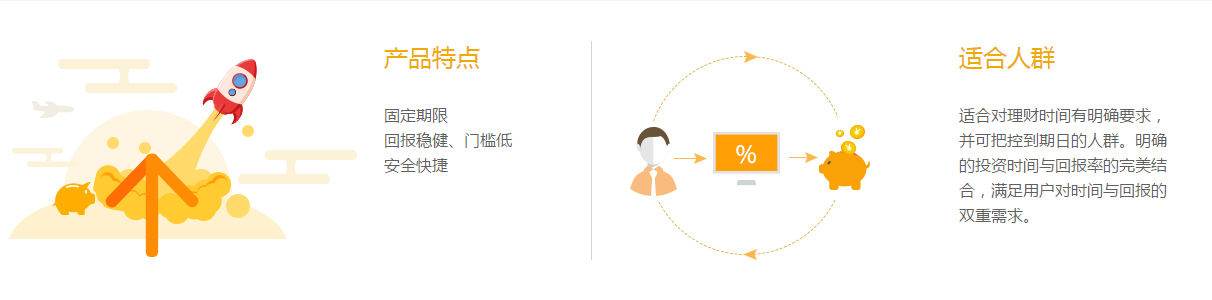 产品特点
固定期限
回报稳健、门槛低
安全快捷
%
适合人群
适合对理财时间有明确要求，
并可把控到期日的人群。明确
的投资时间与回报率的完美结
合，满足用户对时间与回报的
双重需求。